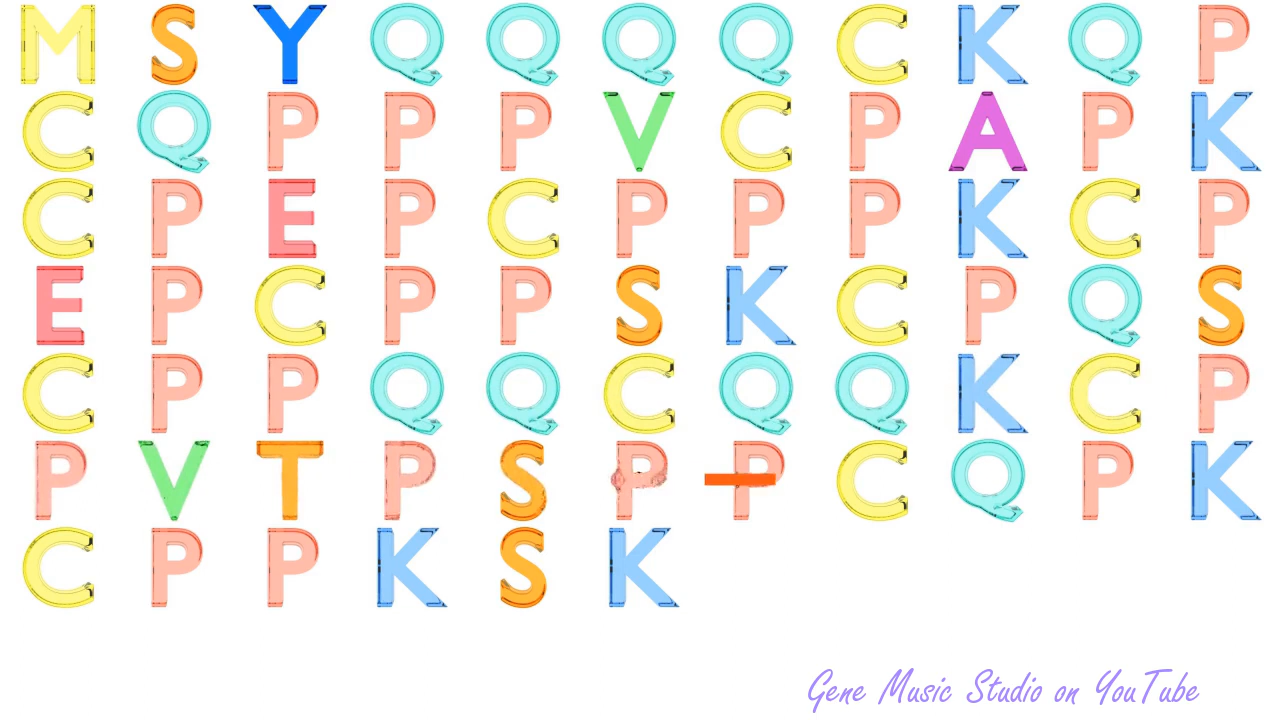 M S Y Q Q Q Q C K Q P
C Q P P P V C P A P K
C P E P C P P P K C P
E P C P P S K C P Q S
C P P Q Q C Q Q K C P
P V T P S P P C Q P K
C P P K S K
Gene Music Studio on YouTube